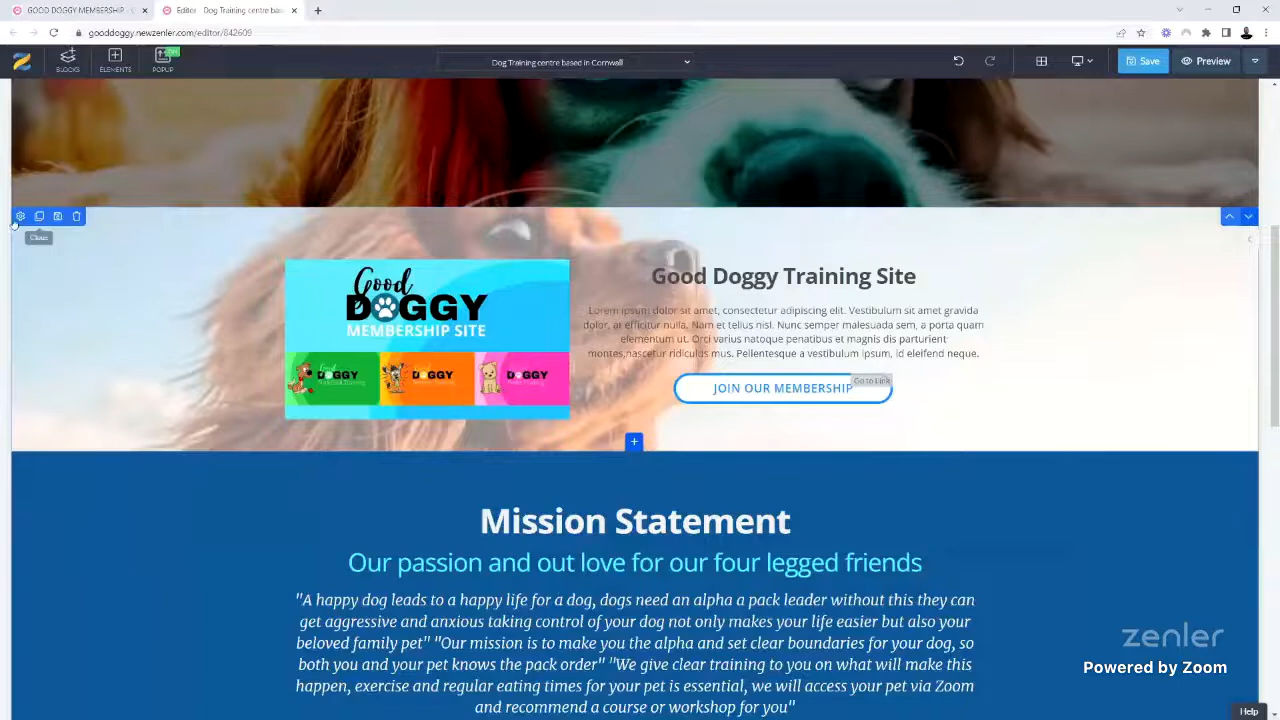 GOOD DOGGY MEMBERSHIP - C
Editor - Dog Training centre bas
gooddoggy.newzenler.com/editor/842609
BLOCKS
ELEMENTS
POPUP
Dog Training centre based in Cornwall
Save
Preview
Clone
Good
DOGGY
MEMBERSHIP SITE
Good
DOGGY
Good
DOGGY
Good
DOGGY
Good Doggy Training Site
Lorem ipsum dolor sit amet, consectetur adipiscing elit. Vestibulum sit amet gravida
dolor, at efficitur nulla. Nam et tellus nisl. Nunc semper malesuada sem, a porta quam
elementum ut. Orci varius natoque penatibus et magnis dis parturient
montes,nascetur ridiculus mus. Pellentesque a vestibulum ipsum, id eleifend neque.
JOIN OUR MEMBERSHIP
Go to Link
Mission Statement
Our passion and out love for our four legged friends
"A happy dog leads to a happy life for a dog, dogs need an alpha a pack leader without this they can
get aggressive and anxious taking control of your dog not only makes your life easier but also your
beloved family pet" "Our mission is to make you the alpha and set clear boundaries for your dog, so
both you and your pet knows the pack order" "We give clear training to you on what will make this
happen, exercise and regular eating times for your pet is essential, we will access your pet via Zoom
and recommend a course or workshop for you"
zenler
Powered by Zoom
Help